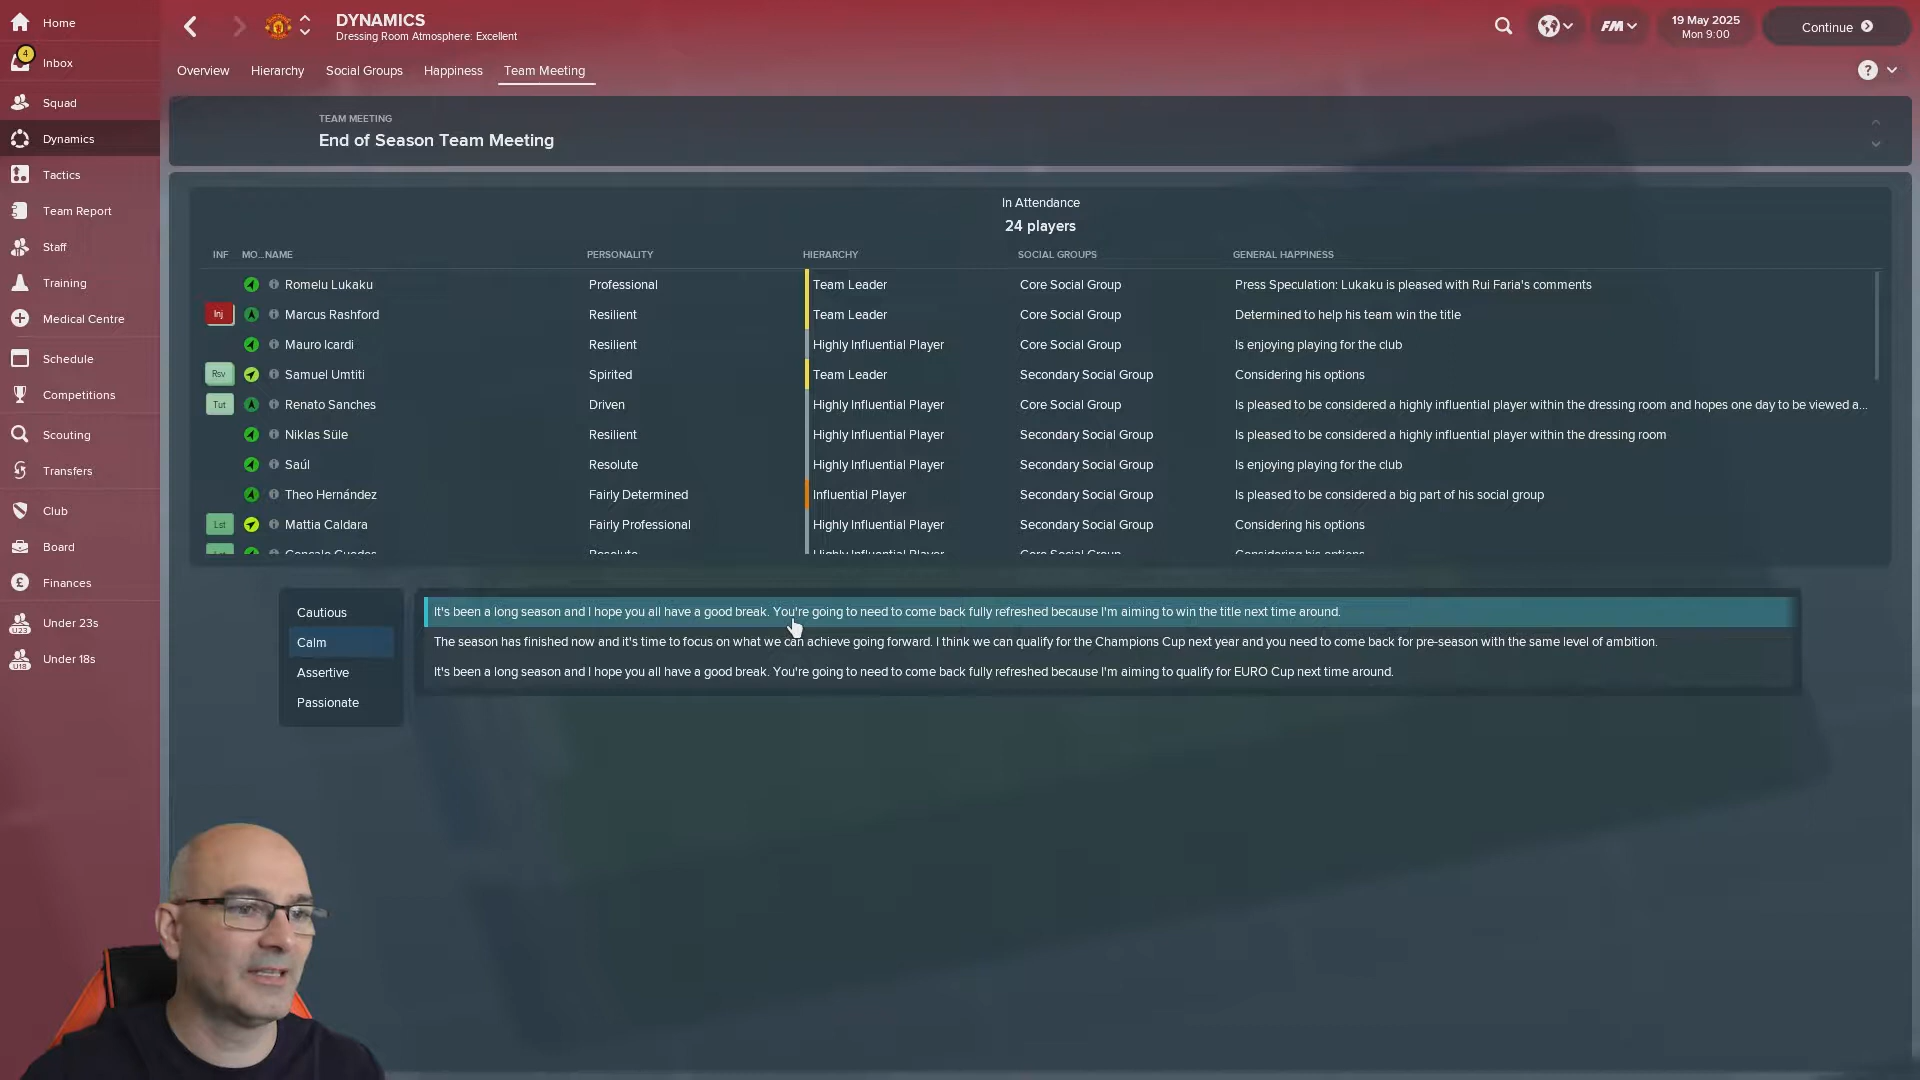 Home
4
Inbox
Squad
Dynamics
Tactics
Team Report
Staff
Training
Medical Centre
Schedule
Competitions
Scouting
Transfers
Club
Board
Finances
U23
Under 23s
U18
Under 18s
DYNAMICS
Dressing Room Atmosphere: Excellent
FM
19 May 2025
Mon 9:00
Continue
Overview Hierarchy Social Groups Happiness Team Meeting
?
TEAM MEETING
End of Season Team Meeting
In Attendance
24 players
INF MO... NAME PERSONALITY HIERARCHY SOCIAL GROUPS GENERAL HAPPINESS
Romelu Lukaku Professional Team Leader Core Social Group Press Speculation: Lukaku is pleased with Rui Faria's comments
Inj Marcus Rashford Resilient Team Leader Core Social Group Determined to help his team win the title
Mauro Icardi Resilient Highly Influential Player Core Social Group Is enjoying playing for the club
Rsv Samuel Umtiti Spirited Team Leader Secondary Social Group Considering his options
Tut Renato Sanches Driven Highly Influential Player Core Social Group Is pleased to be considered a highly influential player within the dressing room and hopes one day to be viewed a...
Niklas Süle Resilient Highly Influential Player Secondary Social Group Is pleased to be considered a highly influential player within the dressing room
Saúl Resolute Highly Influential Player Secondary Social Group Is enjoying playing for the club
Theo Hernández Fairly Determined Influential Player Secondary Social Group Is pleased to be considered a big part of his social group
Lst Mattia Caldara Fairly Professional Highly Influential Player Secondary Social Group Considering his options
Gonçalo Guedes Resolute Highly Influential Player Core Social Group Considering his options
Cautious
Calm
Assertive
Passionate
It's been a long season and I hope you all have a good break. You're going to need to come back fully refreshed because I'm aiming to win the title next time around.
The season has finished now and it's time to focus on what we can achieve going forward. I think we can qualify for the Champions Cup next year and you need to come back for pre-season with the same level of ambition.
It's been a long season and I hope you all have a good break. You're going to need to come back fully refreshed because I'm aiming to qualify for EURO Cup next time around.